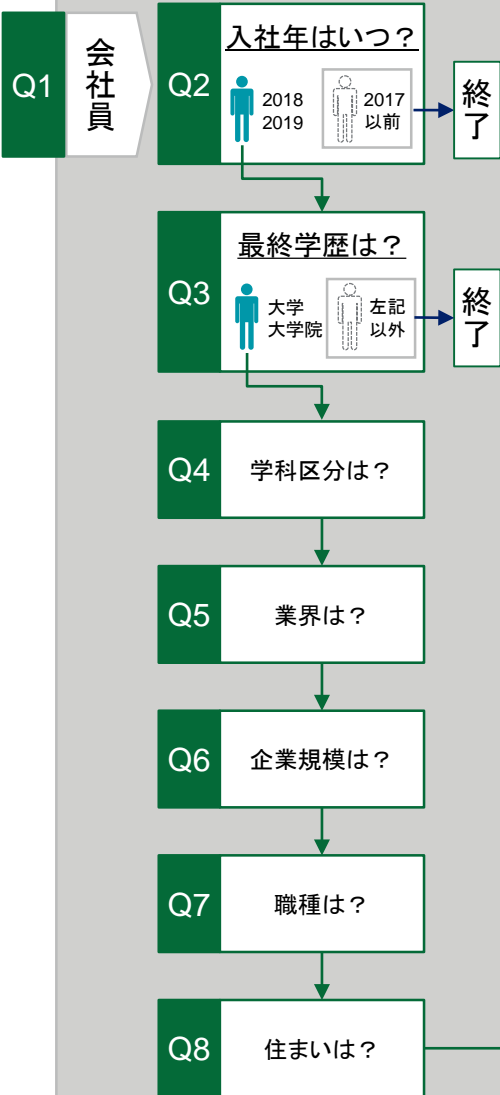 Q1
会社員
Q2
入社年はいつ？
2018
2019
2017
以前
終了
Q3
最終学歴は？
大学
大学院
左記
以外
終了
Q4
学科区分は？
Q5
業界は？
Q6
企業規模は？
Q7
職種は？
Q8
住まいは？